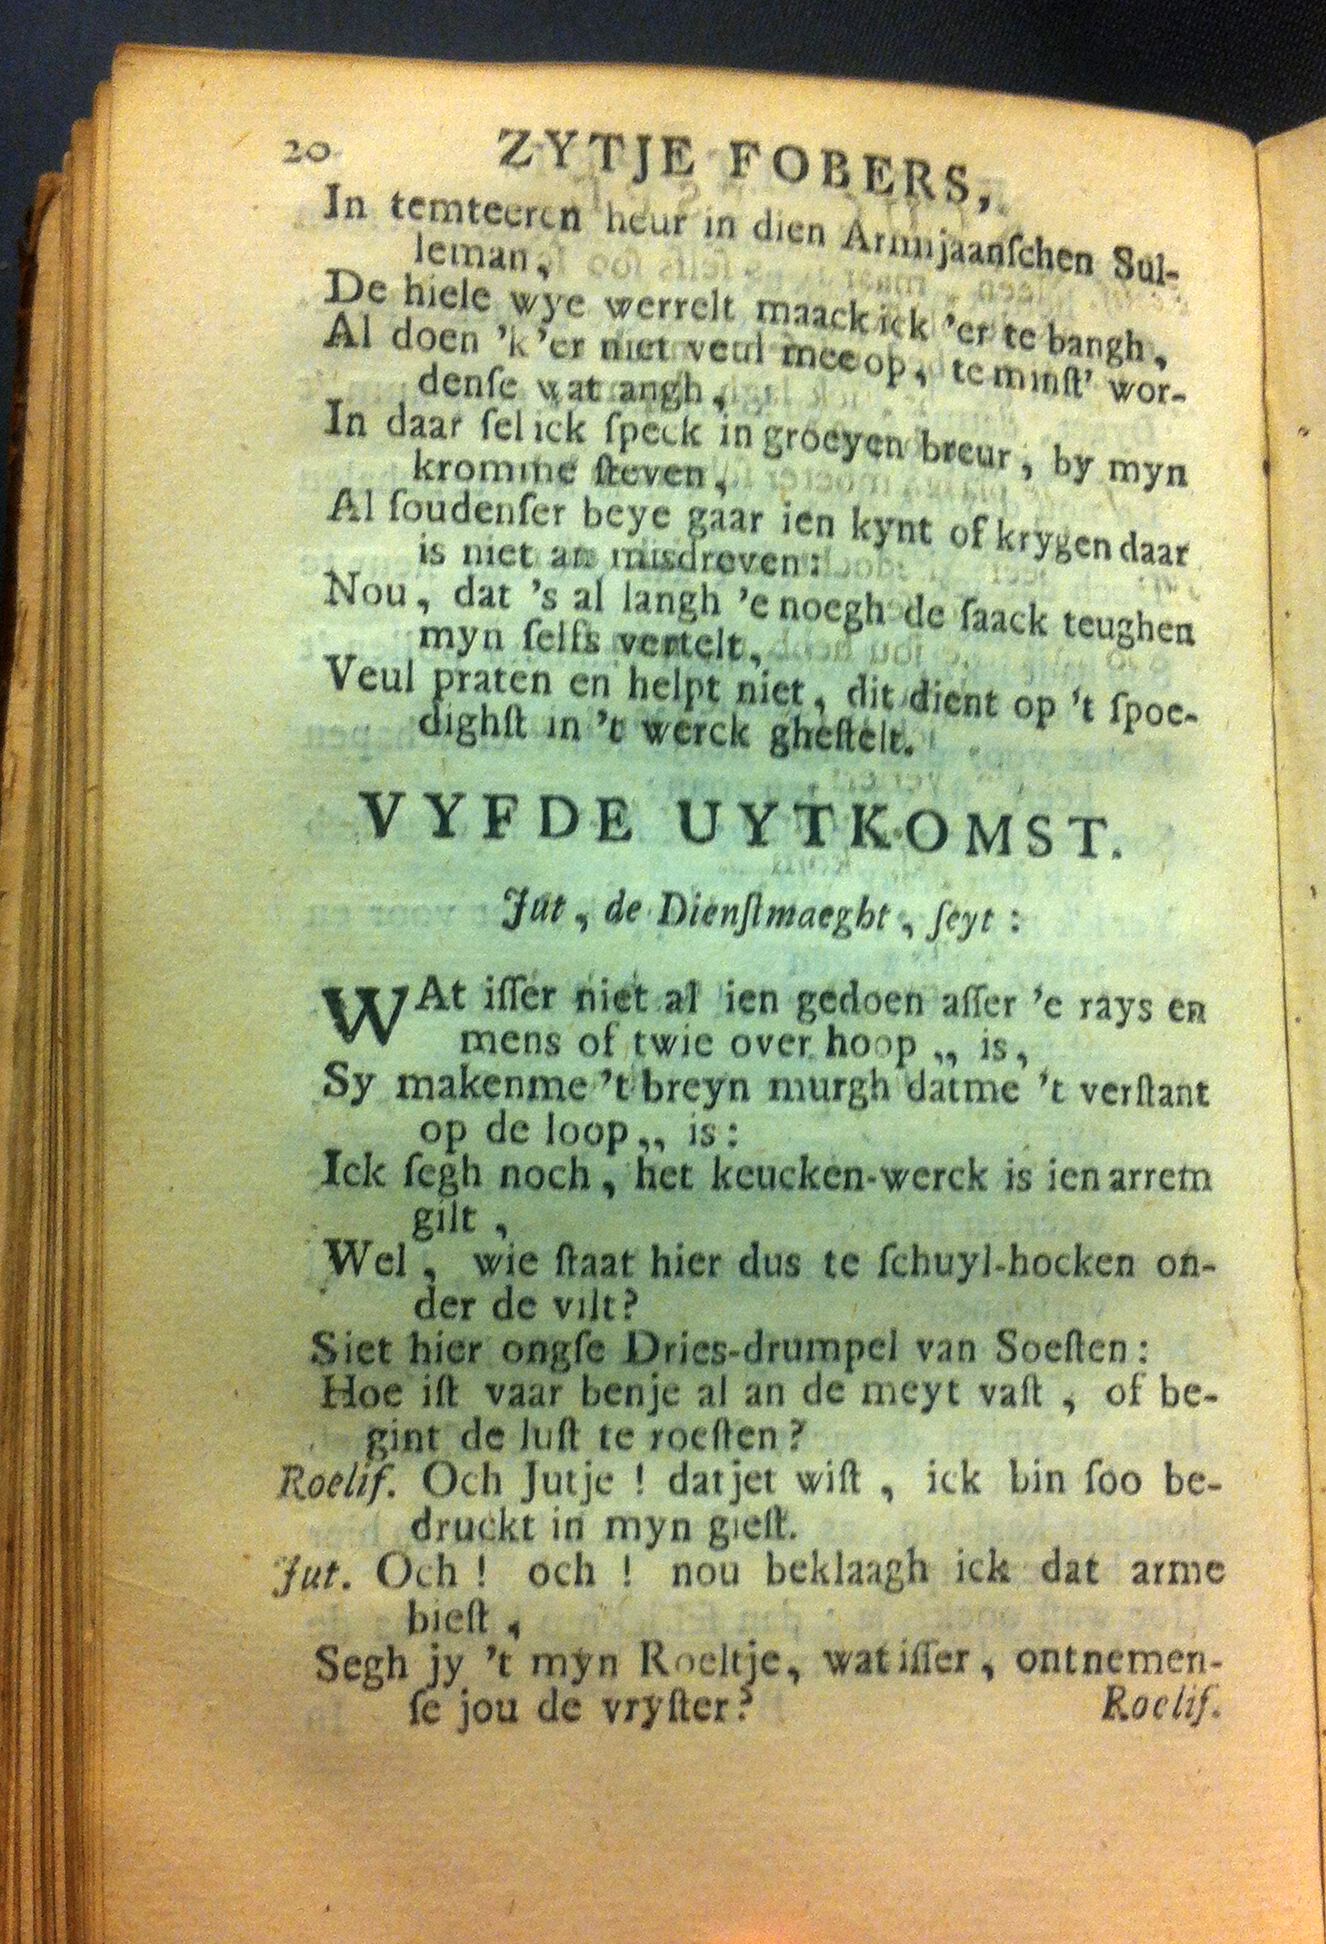 20 ZYTJE FOBERS,
In temteeren heur in dien Arminjaanſchen Sul-
leman,
De hiele wye werrelt maack ick 'er te bangh,
Al doen 'k 'er niet veul mee op, te minſt' wor-
denſe wat angh,
In daar ſel ick ſpeck in groeyen breur, by myn
kromme ſteven,
Al ſoudenſer beye gaar ien kynt of krygen daar
is niet an misdreven:
Nou, dat 's al langh 'e noegh de ſaack teughen
myn ſelfs vertelt,
Veul praten en helpt niet, dit dient op 't ſpoe-
dighſt in 't werck gheſtelt.
VYFDE UYTKOMST.
Jut, de Dienſtmaeght, ſeyt:
WAt iſſer niet al ien gedoen aſſer 'e rays en
mens of twie over hoop „ is,
Sy makenme 't breyn murgh datme 't verſtant
op de loop „ is:
Ick ſegh noch, het keucken-werck is ien arrem
gilt,
Wel, wie ſtaat hier dus te ſchuyl-hocken on-
der de vilt?
Siet hier ongſe Dries-drumpel van Soeſten:
Hoe iſt vaar benje al an de meyt vaſt, of be-
gint de luſt te roeſten?
Roelif. Och Jutje! datjet wiſt, ick bin ſoo be-
druckt in myn gieſt.
Jut. Och! och! nou beklaagh ick dat arme
bieſt,
Segh jy 't myn Roeltje, wat iſſer, ontnemen-
ſe jou de vryſter?
Roelif.